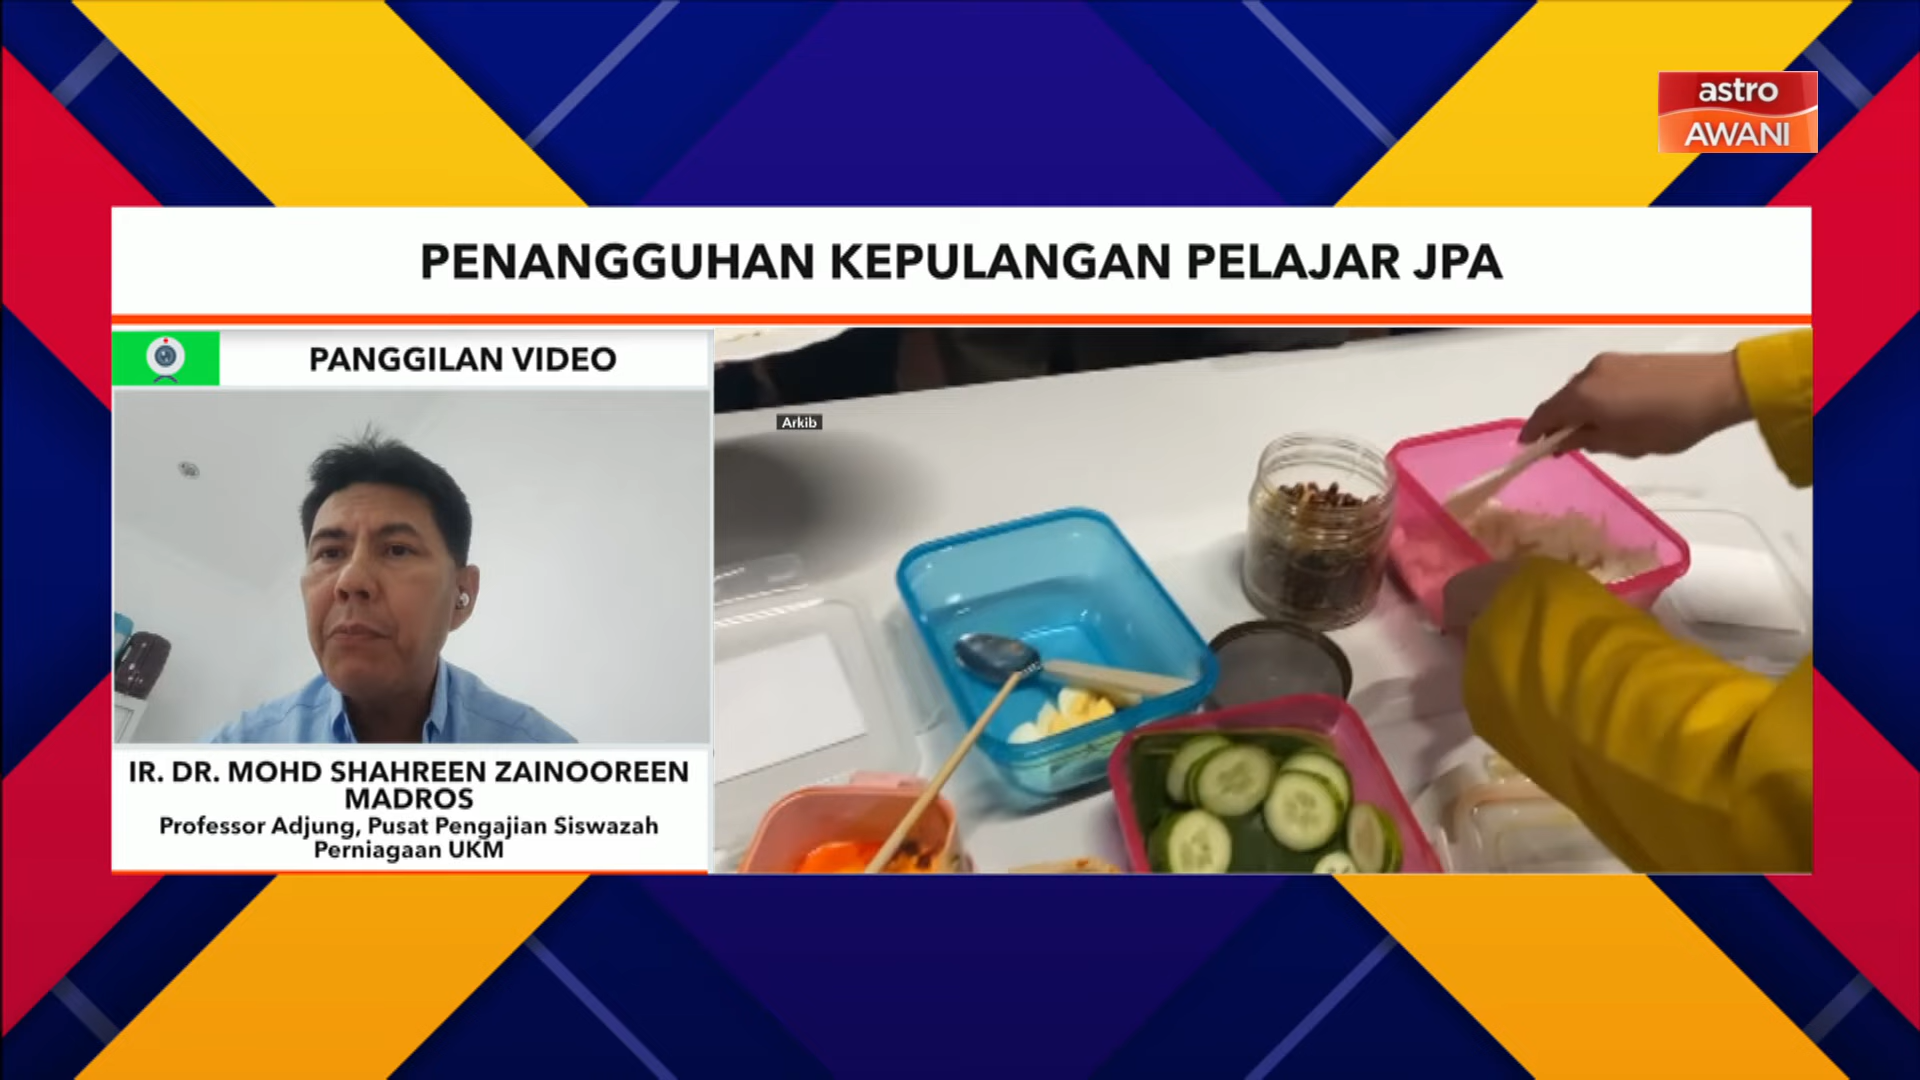 astro
AWANI
PENANGGUHAN KEPULANGAN PELAJAR JPA
PANGGILAN VIDEO
Arkib
IR. DR. MOHD SHAHREEN ZAINOOREEN
MADROS
Professor Adjung, Pusat Pengajian Siswazah
Perniagaan UKM